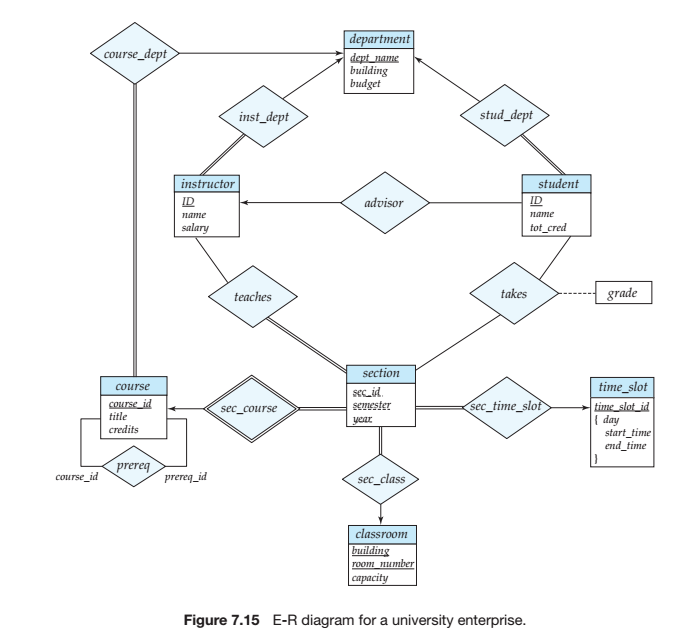 course_dept
department
dept_name
building
budget
inst_dept
stud_dept
instructor
ID
name
salary
advisor
student
ID
name
tot_cred
teaches
takes
grade
section
sec_id
semester
year
course
course_id
title
credits
sec_course
sec_time_slot
time_slot
time_slot_id
{ day
start_time
end_time
}
prereq
course_id
prereq_id
sec_class
classroom
building
room_number
capacity
Figure 7.15 E-R diagram for a university enterprise.